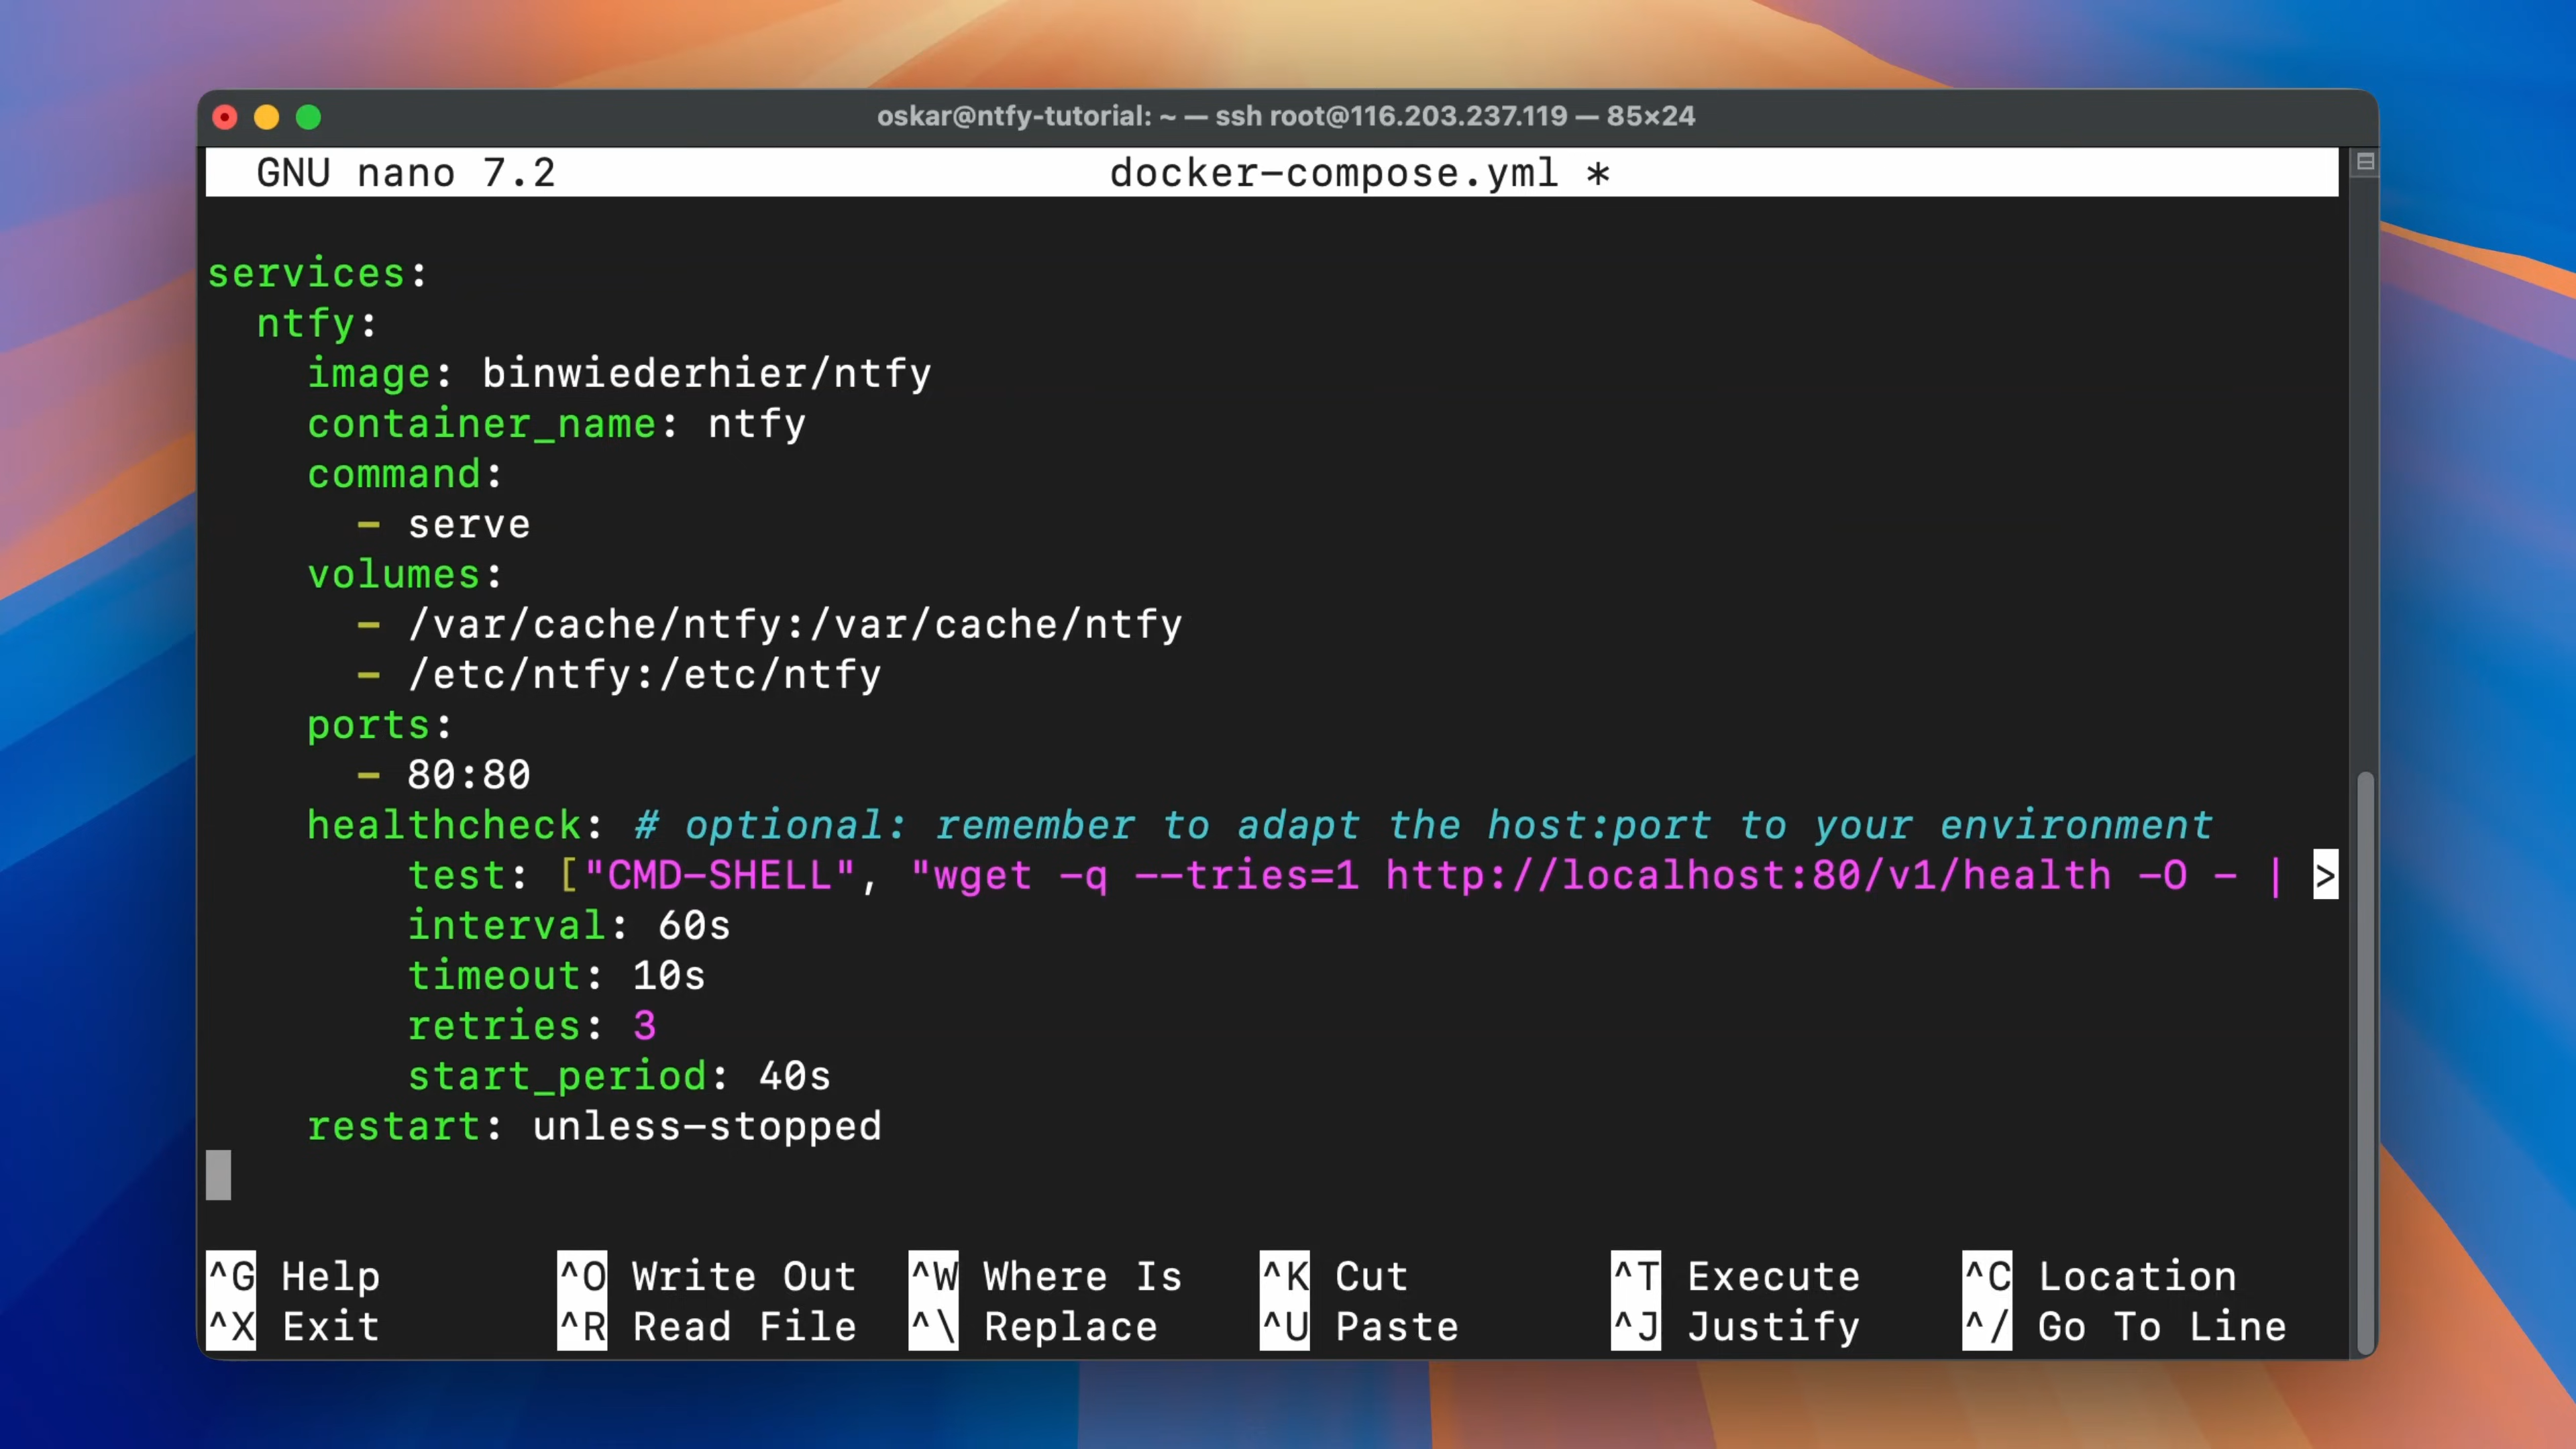 oskar@ntfy-tutorial: ~ — ssh root@116.203.237.119 — 85×24
GNU nano 7.2 docker-compose.yml *
services:
  ntfy:
    image: binwiederhier/ntfy
    container_name: ntfy
    command:
      - serve
    volumes:
      - /var/cache/ntfy:/var/cache/ntfy
      - /etc/ntfy:/etc/ntfy
    ports:
      - 80:80
    healthcheck: # optional: remember to adapt the host:port to your environment
        test: ["CMD-SHELL", "wget -q --tries=1 http://localhost:80/v1/health -O - | >
        interval: 60s
        timeout: 10s
        retries: 3
        start_period: 40s
    restart: unless-stopped
^G Help ^O Write Out ^W Where Is ^K Cut ^T Execute ^C Location
^X Exit ^R Read File ^\ Replace ^U Paste ^J Justify ^/ Go To Line